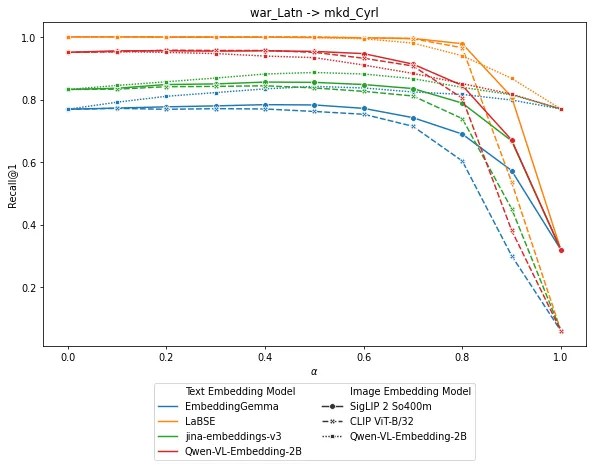 war_Latn -> mkd_Cyrl
Recall@1
1.0
0.8
0.6
0.4
0.2
0.0 0.2 0.4 0.6 0.8 1.0
α
Text Embedding Model
EmbeddingGemma
LaBSE
jina-embeddings-v3
Qwen-VL-Embedding-2B
Image Embedding Model
SigLIP 2 So400m
CLIP ViT-B/32
Qwen-VL-Embedding-2B